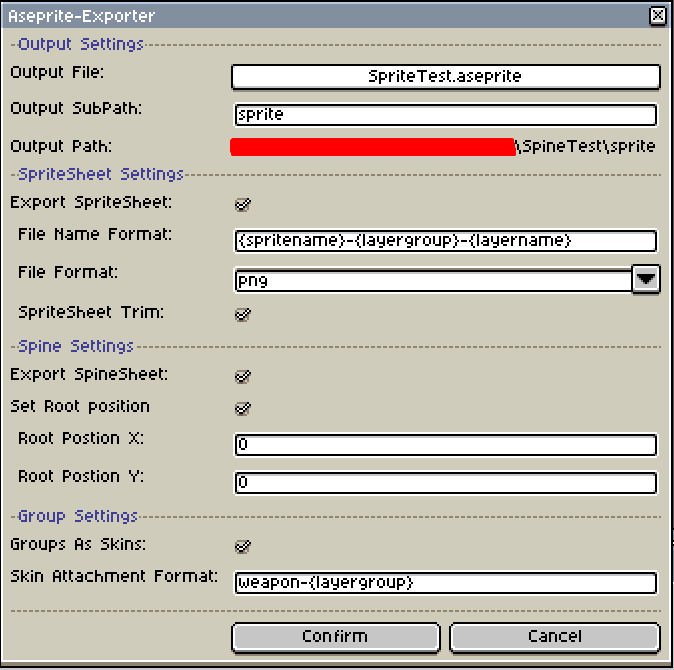 Aseprite-Exporter
Output Settings
Output File: SpriteTest.aseprite
Output SubPath: sprite
Output Path: \SpineTest\sprite
SpriteSheet Settings
Export SpriteSheet:
File Name Format: {spritename}-{layergroup}-{layername}
File Format: png
SpriteSheet Trim:
Spine Settings
Export SpineSheet:
Set Root position
Root Postion X: 0
Root Postion Y: 0
Group Settings
Groups As Skins:
Skin Attachment Format: weapon-{layergroup}
Confirm Cancel